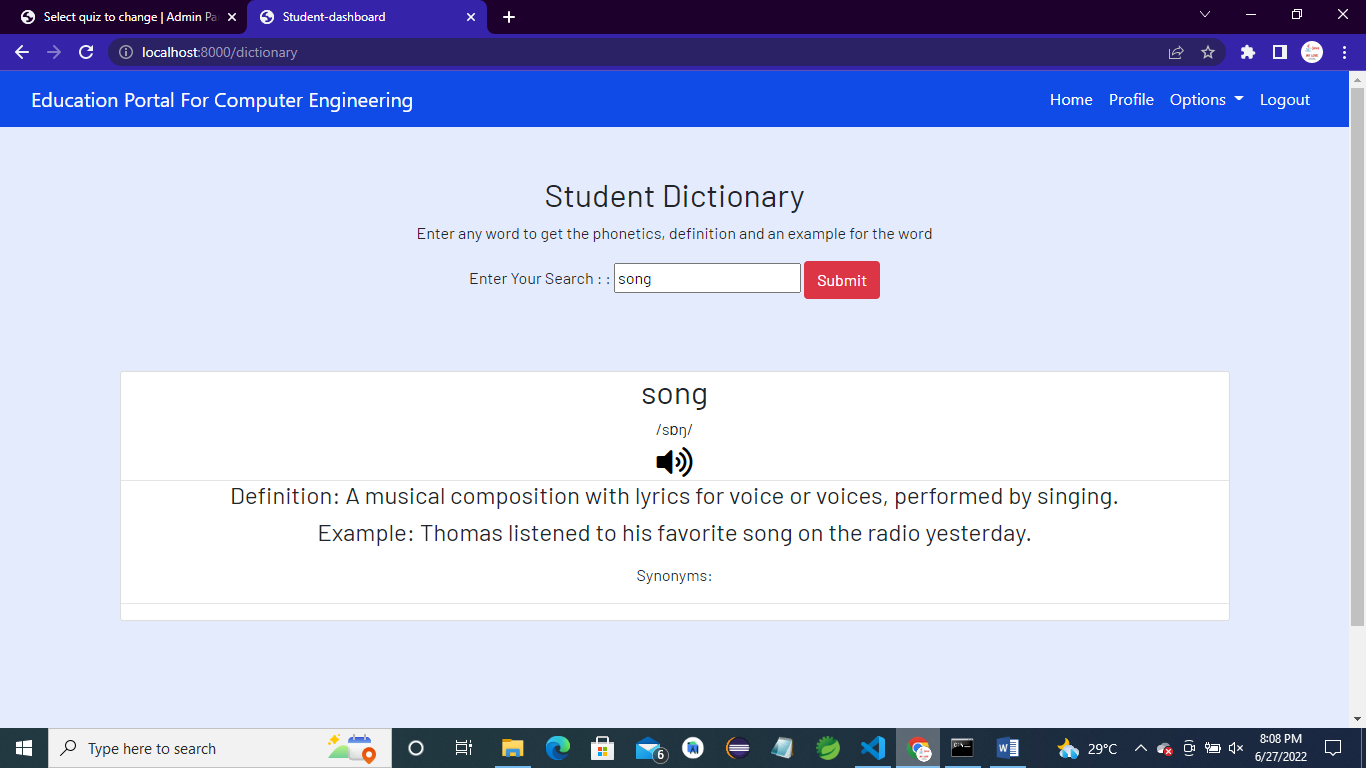 Select quiz to change | Admin Pa
Student-dashboard
localhost:8000/dictionary
Education Portal For Computer Engineering
Home Profile Options Logout
Student Dictionary
Enter any word to get the phonetics, definition and an example for the word
Enter Your Search : : song Submit
song
/sɒŋ/
Definition: A musical composition with lyrics for voice or voices, performed by singing.
Example: Thomas listened to his favorite song on the radio yesterday.
Synonyms:
Type here to search
6
29°C
8:08 PM
6/27/2022